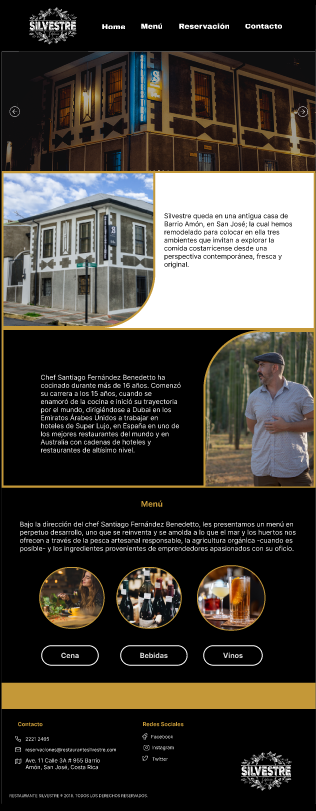 SILVESTRE
Home Menú Reservación Contacto
Silvestre queda en una antigua casa de
Barrio Amón, en San José; la cual hemos
remodelado para colocar en ella tres
ambientes que invitan a explorar la
comida costarricense desde una
perspectiva contemporánea, fresca y
original.
Chef Santiago Fernández Benedetto ha
cocinado durante más de 16 años. Comenzó
su carrera a los 15 años, cuando se
enamoró de la cocina e inició su trayectoria
por el mundo, dirigiéndose a Dubai en los
Emiratos Árabes Unidos a trabajar en
hoteles de Super Lujo, en España en uno de
los mejores restaurantes del mundo y en
Australia con cadenas de hoteles y
restaurantes de altísimo nivel.
Menú
Bajo la dirección del chef Santiago Fernández Benedetto, les presentamos un menú en
perpetuo desarrollo, uno que se reinventa y se amolda a lo que el mar y los huertos nos
ofrecen a través de la pesca artesanal responsable, la agricultura orgánica -cuando es
posible- y los ingredientes provenientes de emprendedores apasionados con su oficio.
Cena Bebidas Vinos
Contacto
2221 2465
reservaciones@restaurantesilvestre.com
Ave. 11 Calle 3A # 955 Barrio
Amón, San José, Costa Rica
Redes Sociales
Facebook
Instagram
Twitter
SILVESTRE
RESTAURANTE SILVESTRE © 2018. TODOS LOS DERECHOS RESERVADOS.